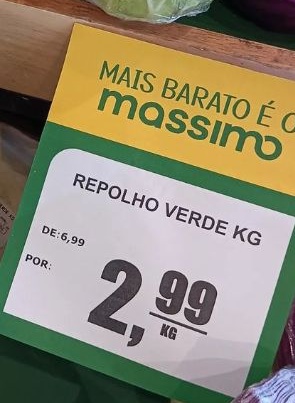 MAIS BARATO É O
massimo
REPOLHO VERDE KG
DE:6,99
POR:
2,99
KG